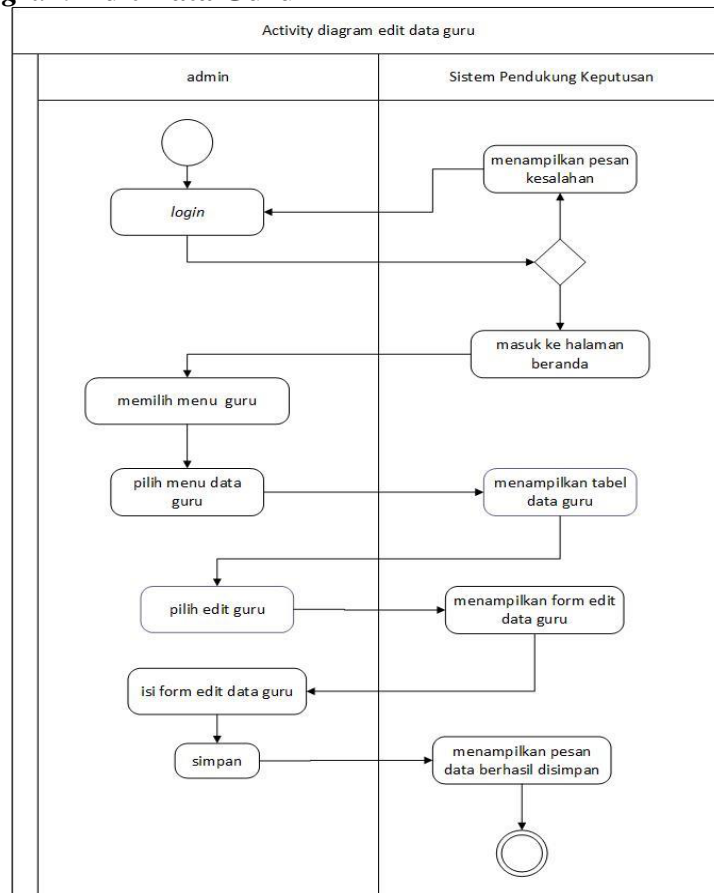 Activity diagram edit data guru
admin
Sistem Pendukung Keputusan
menampilkan pesan
kesalahan
login
masuk ke halaman
beranda
memilih menu guru
pilih menu data
guru
menampilkan tabel
data guru
pilih edit guru
menampilkan form edit
data guru
isi form edit data guru
simpan
menampilkan pesan
data berhasil disimpan